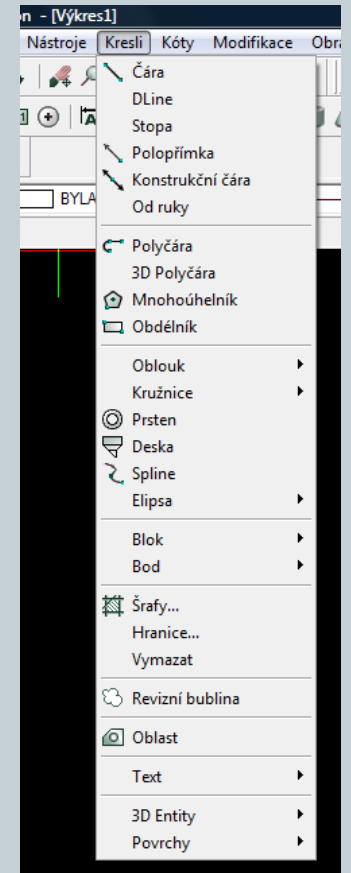 on - [Výkres1]
Nástroje Kresli Kóty Modifikace
BYLA
Čára
DLine
Stopa
Polopřímka
Konstrukční čára
Od ruky
Polyčára
3D Polyčára
Mnohoúhelník
Obdélník
Oblouk
Kružnice
Prsten
Deska
Spline
Elipsa
Blok
Bod
Šrafy...
Hranice...
Vymazat
Revizní bublina
Oblast
Text
3D Entity
Povrchy